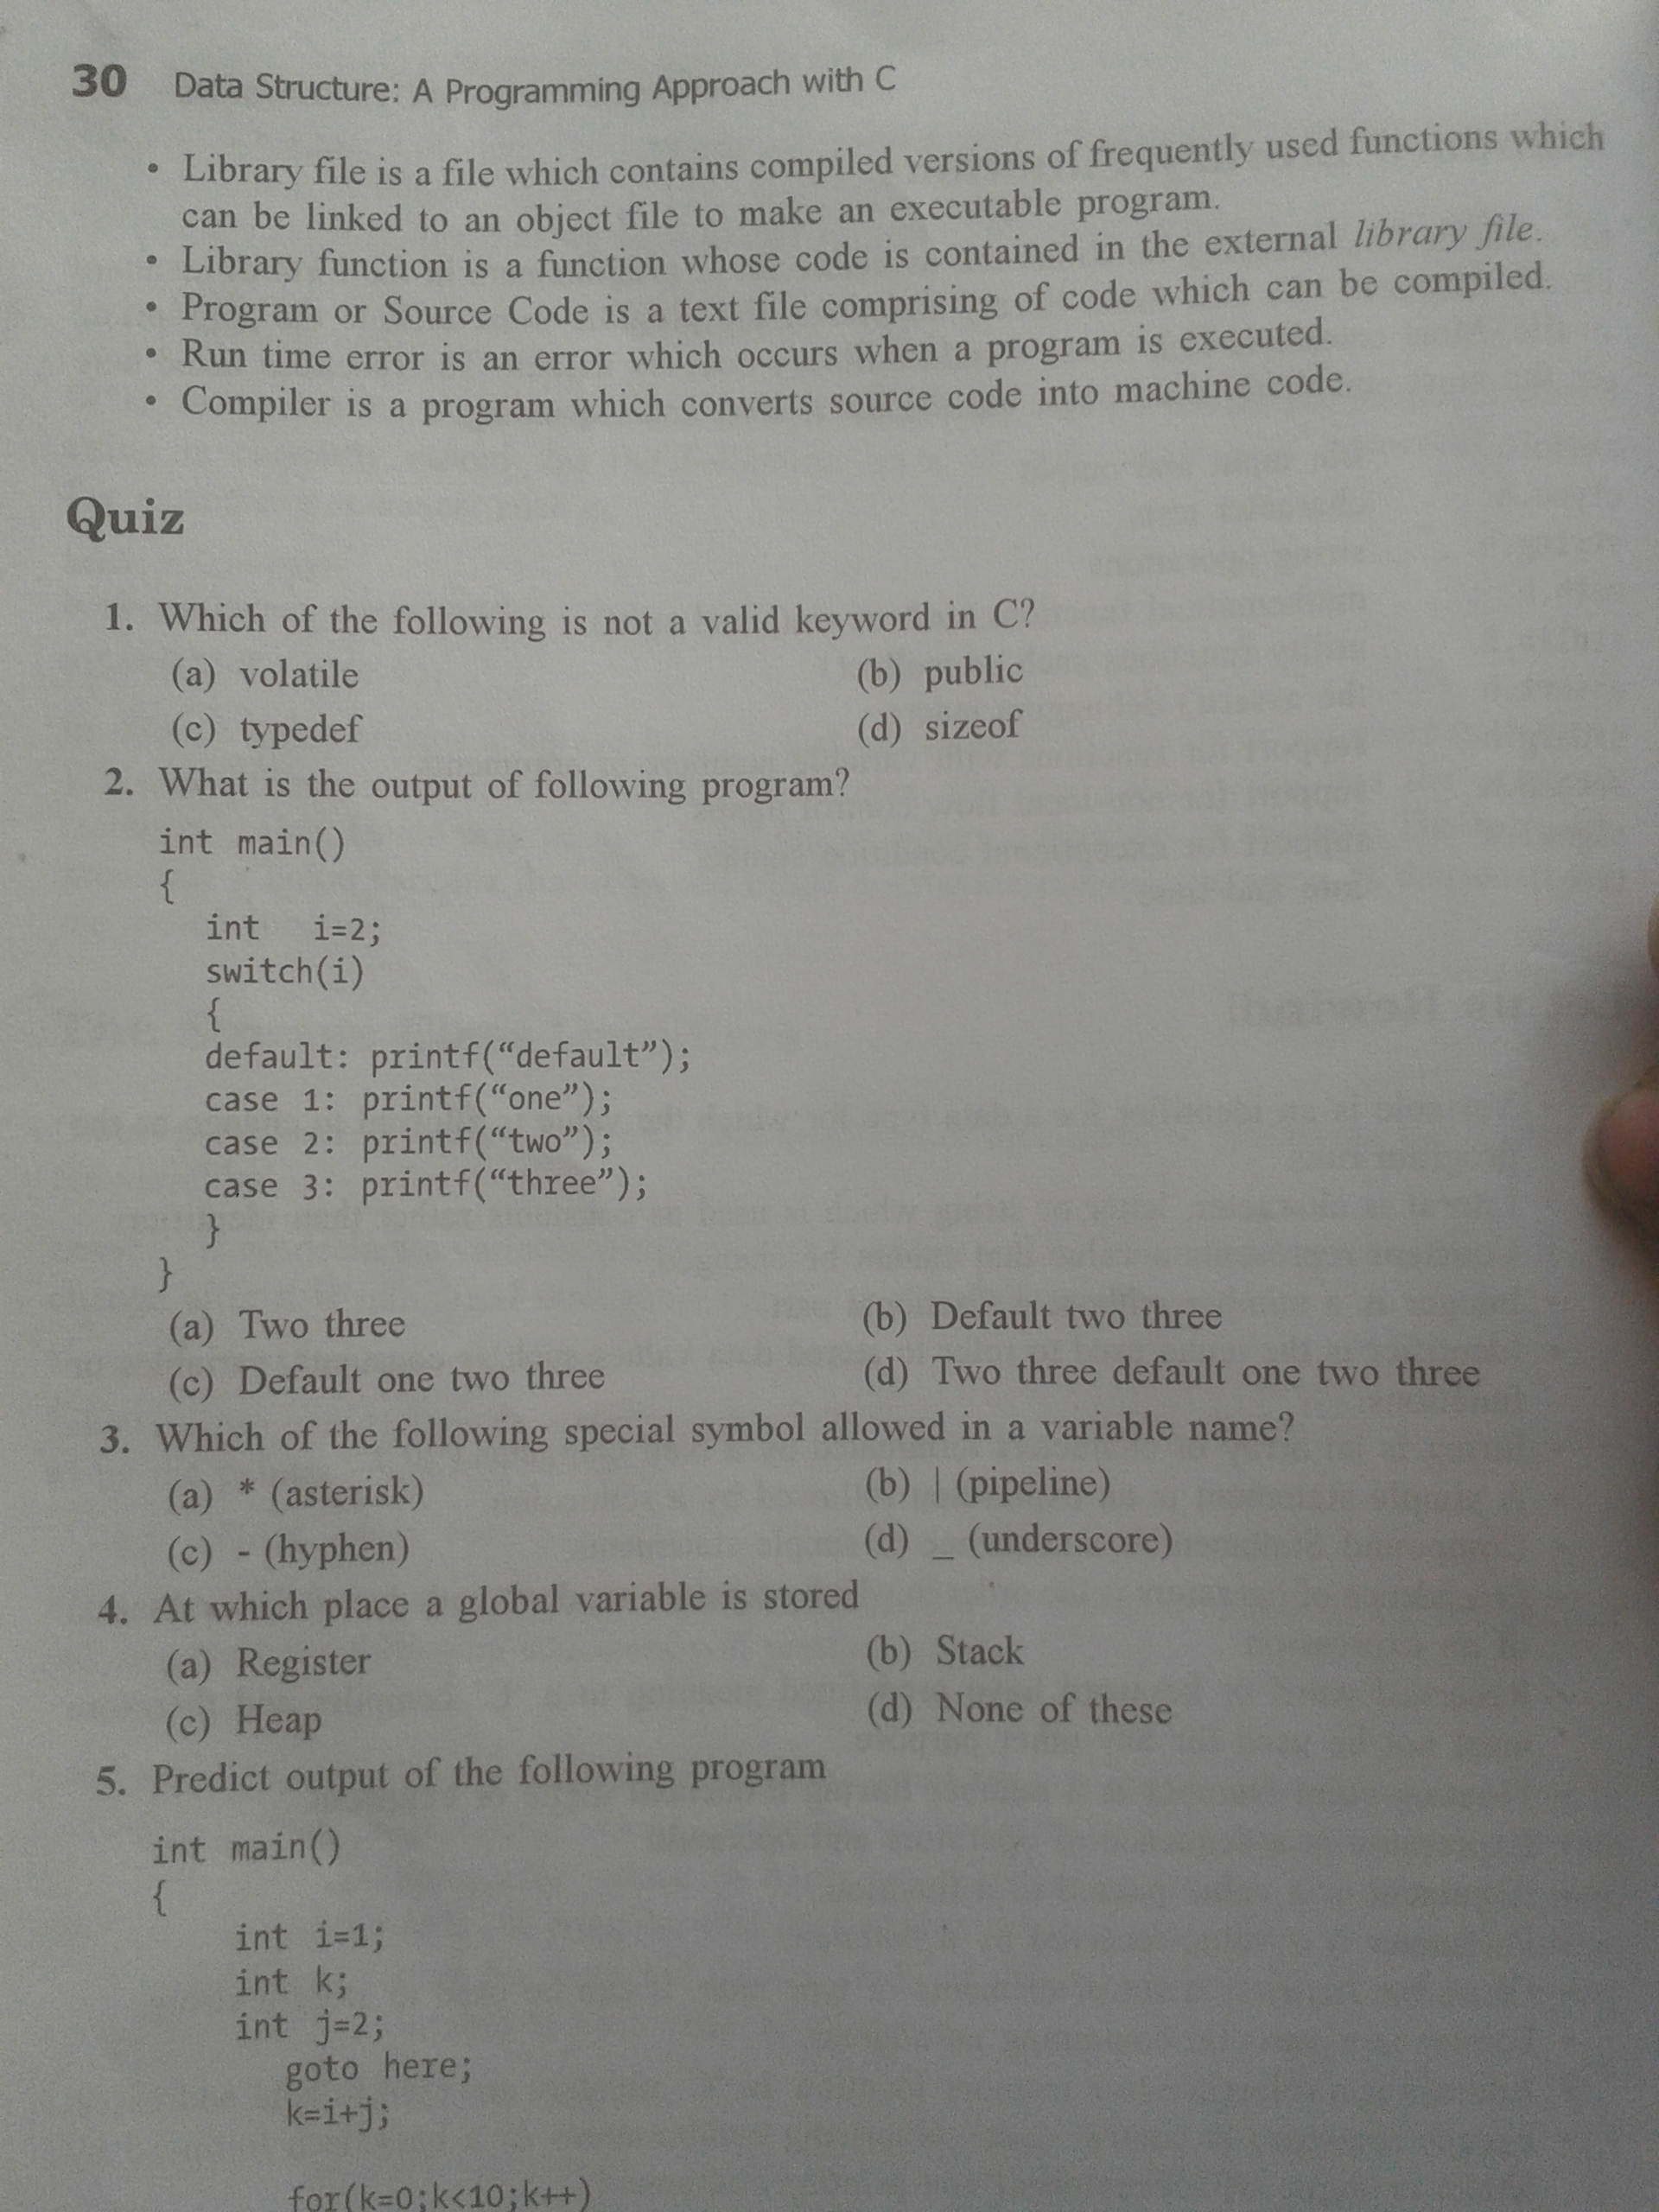 30 Data Structure: A Programming Approach with C
• Library file is a file which contains compiled versions of frequently used functions which
can be linked to an object file to make an executable program.
• Library function is a function whose code is contained in the external library file.
• Program or Source Code is a text file comprising of code which can be compiled.
• Run time error is an error which occurs when a program is executed.
• Compiler is a program which converts source code into machine code.
Quiz
1. Which of the following is not a valid keyword in C?
(a) volatile (b) public
(c) typedef (d) sizeof
2. What is the output of following program?
int main()
{
int i=2;
switch(i)
{
default: printf(“default”);
case 1: printf(“one”);
case 2: printf(“two”);
case 3: printf(“three”);
}
}
(a) Two three (b) Default two three
(c) Default one two three (d) Two three default one two three
3. Which of the following special symbol allowed in a variable name?
(a) * (asterisk) (b) | (pipeline)
(c) - (hyphen) (d) _ (underscore)
4. At which place a global variable is stored
(a) Register (b) Stack
(c) Heap (d) None of these
5. Predict output of the following program
int main()
{
int i=1;
int k;
int j=2;
goto here;
k=i+j;
for(k=0;k<10;k++)